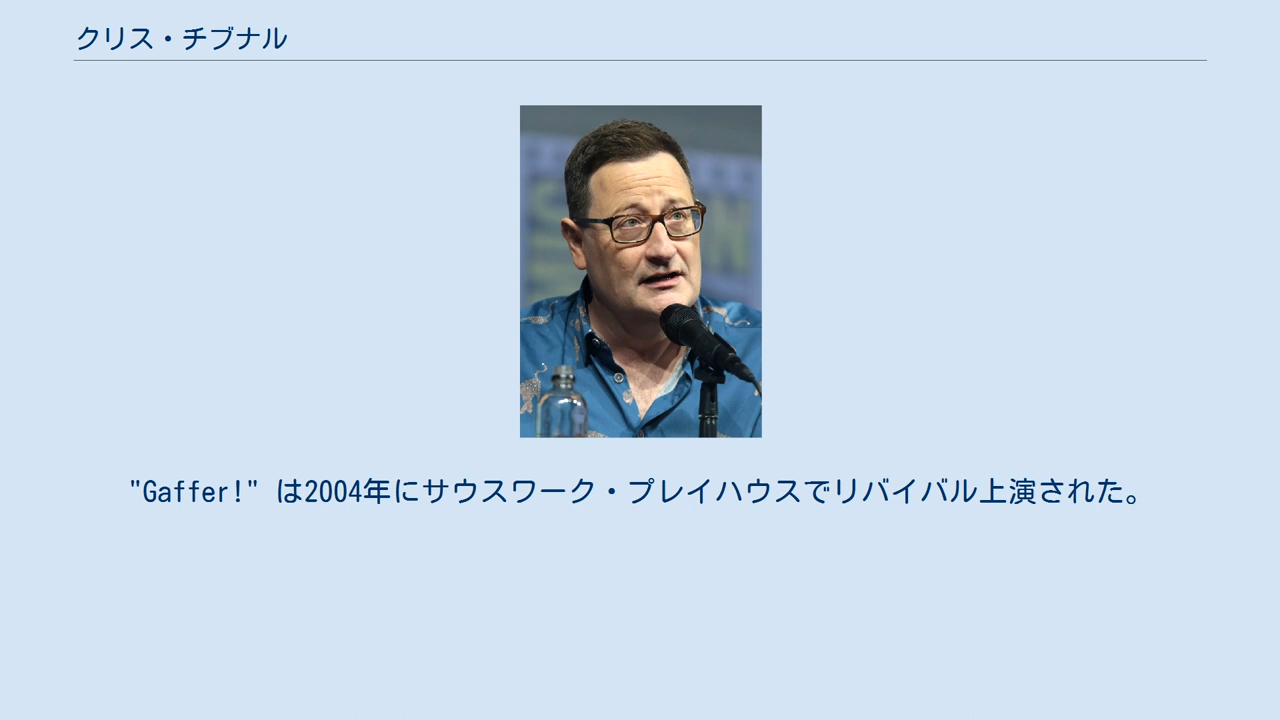 クリス・チブナル
"Gaffer!" は2004年にサウスワーク・プレイハウスでリバイバル上演された。